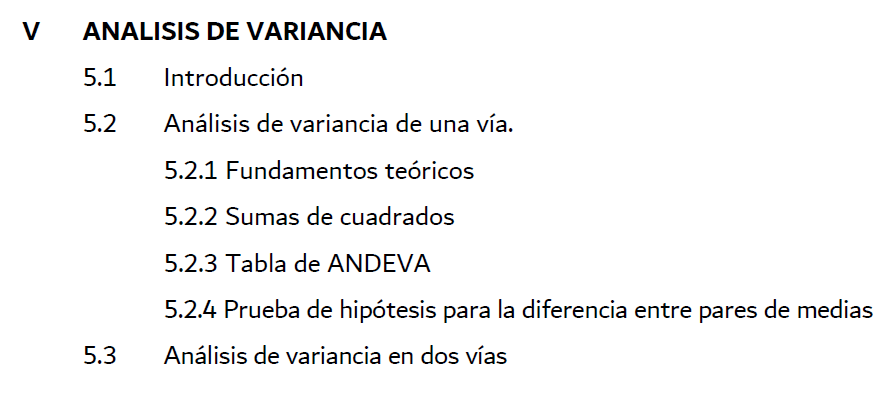 V ANALISIS DE VARIANCIA
5.1 Introducción
5.2 Análisis de variancia de una vía.
5.2.1 Fundamentos teóricos
5.2.2 Sumas de cuadrados
5.2.3 Tabla de ANDEVA
5.2.4 Prueba de hipótesis para la diferencia entre pares de medias
5.3 Análisis de variancia en dos vías